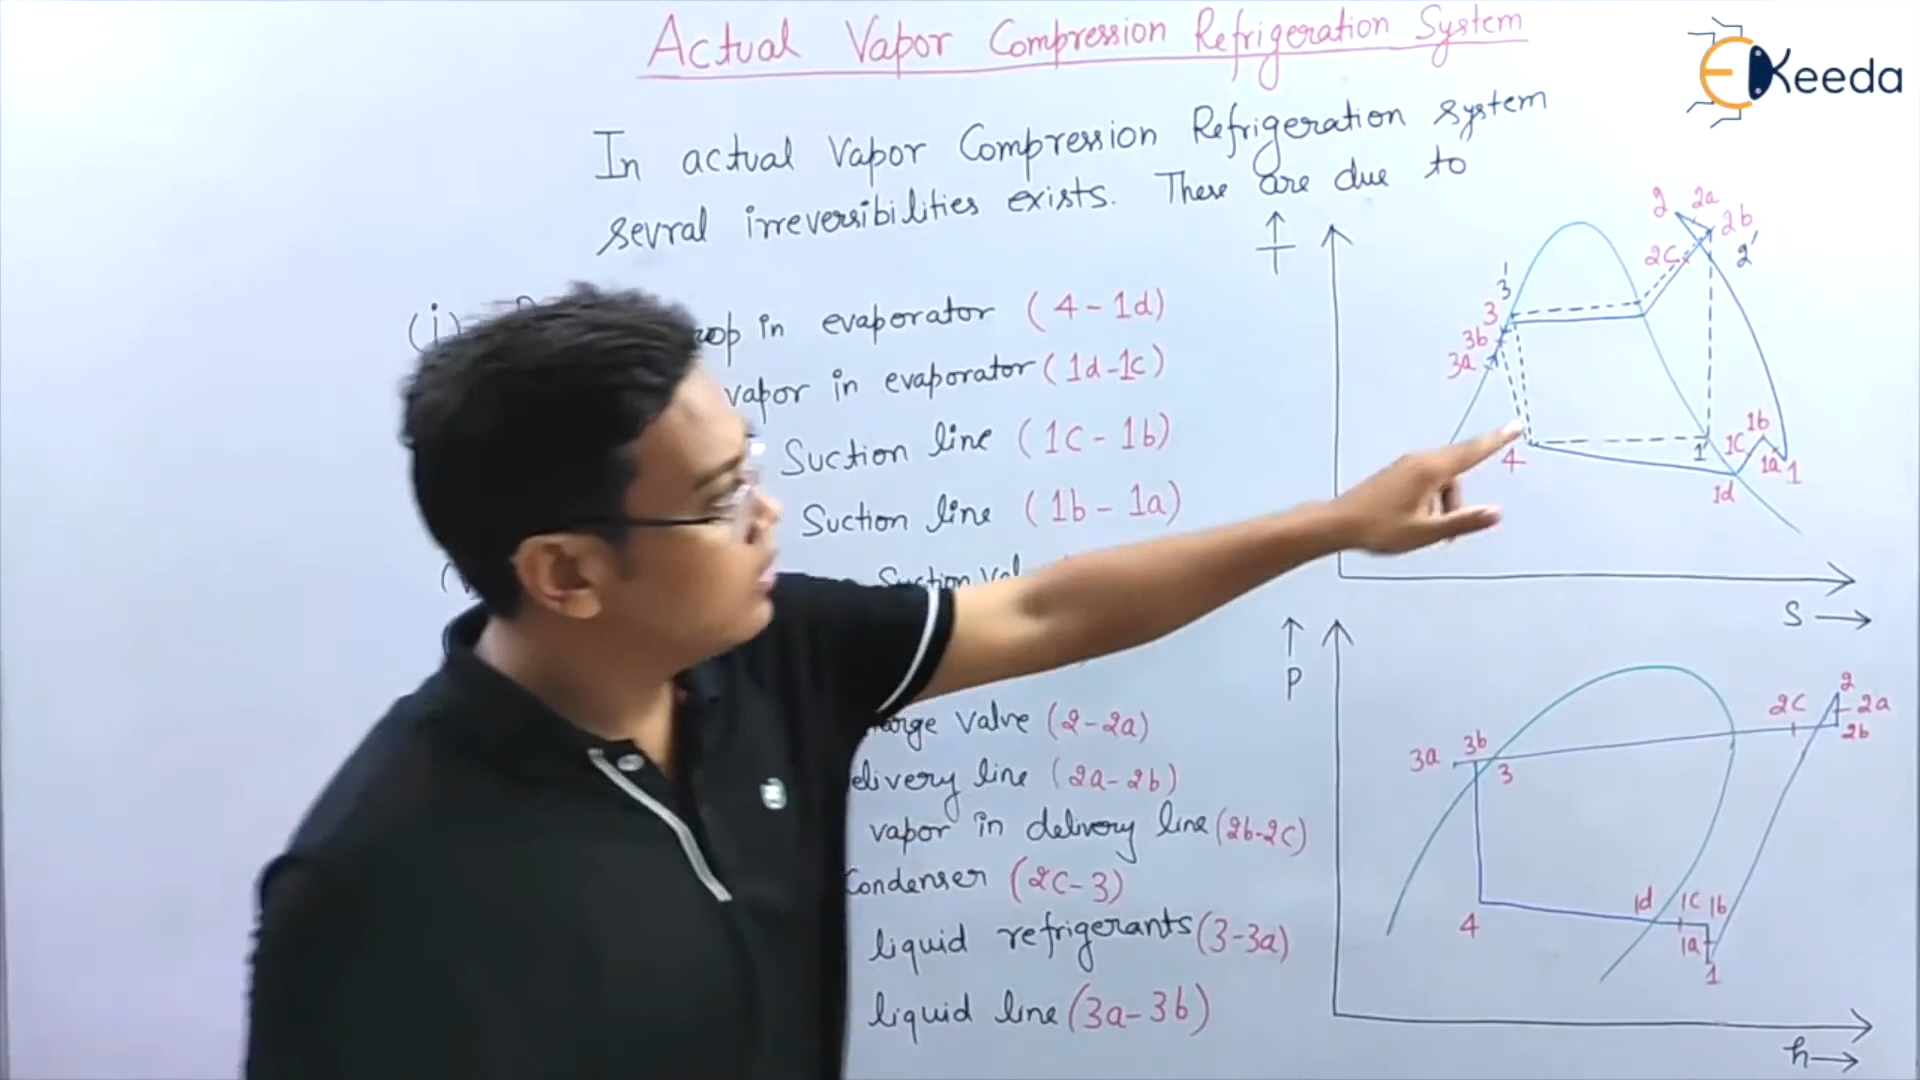 Actual Vapor Compression Refrigeration System
EKeeda
In actual Vapor Compression Refrigeration system
sevral irreversibilities exists. These are due to
(i)
drop in evaporator (4-1d)
vapor in evaporator (1d-1c)
Suction line (1c-1b)
Suction line (1b-1a)
Suction
Valve (2-2a)
delivery line (2a-2b)
vapor in delivery line (2b-2c)
Condenser (2c-3)
liquid refrigerants (3-3a)
liquid line (3a-3b)
T
2 2a
2b
2c 2'
3'
3
3b
3a
1b
1c
4 1' 1a 1
1d
S
P
2
2c 2a
2b
3a 3b
3
1d 1c 1b
4
1a
1
h